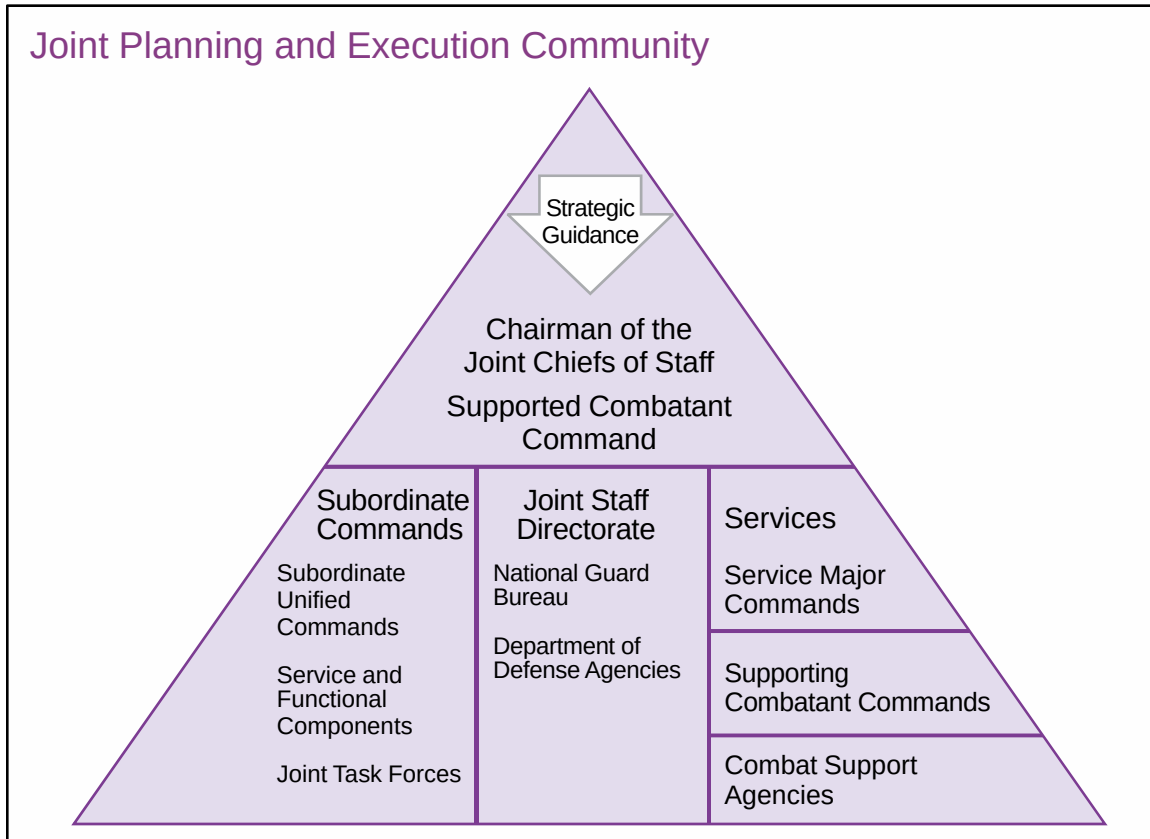 Joint Planning and Execution Community
Strategic
Guidance
Chairman of the
Joint Chiefs of Staff
Supported Combatant
Command
Subordinate
Commands
Subordinate
Unified
Commands
Service and
Functional
Components
Joint Task Forces
Joint Staff
Directorate
National Guard
Bureau
Department of
Defense Agencies
Services
Service Major
Commands
Supporting
Combatant Commands
Combat Support
Agencies